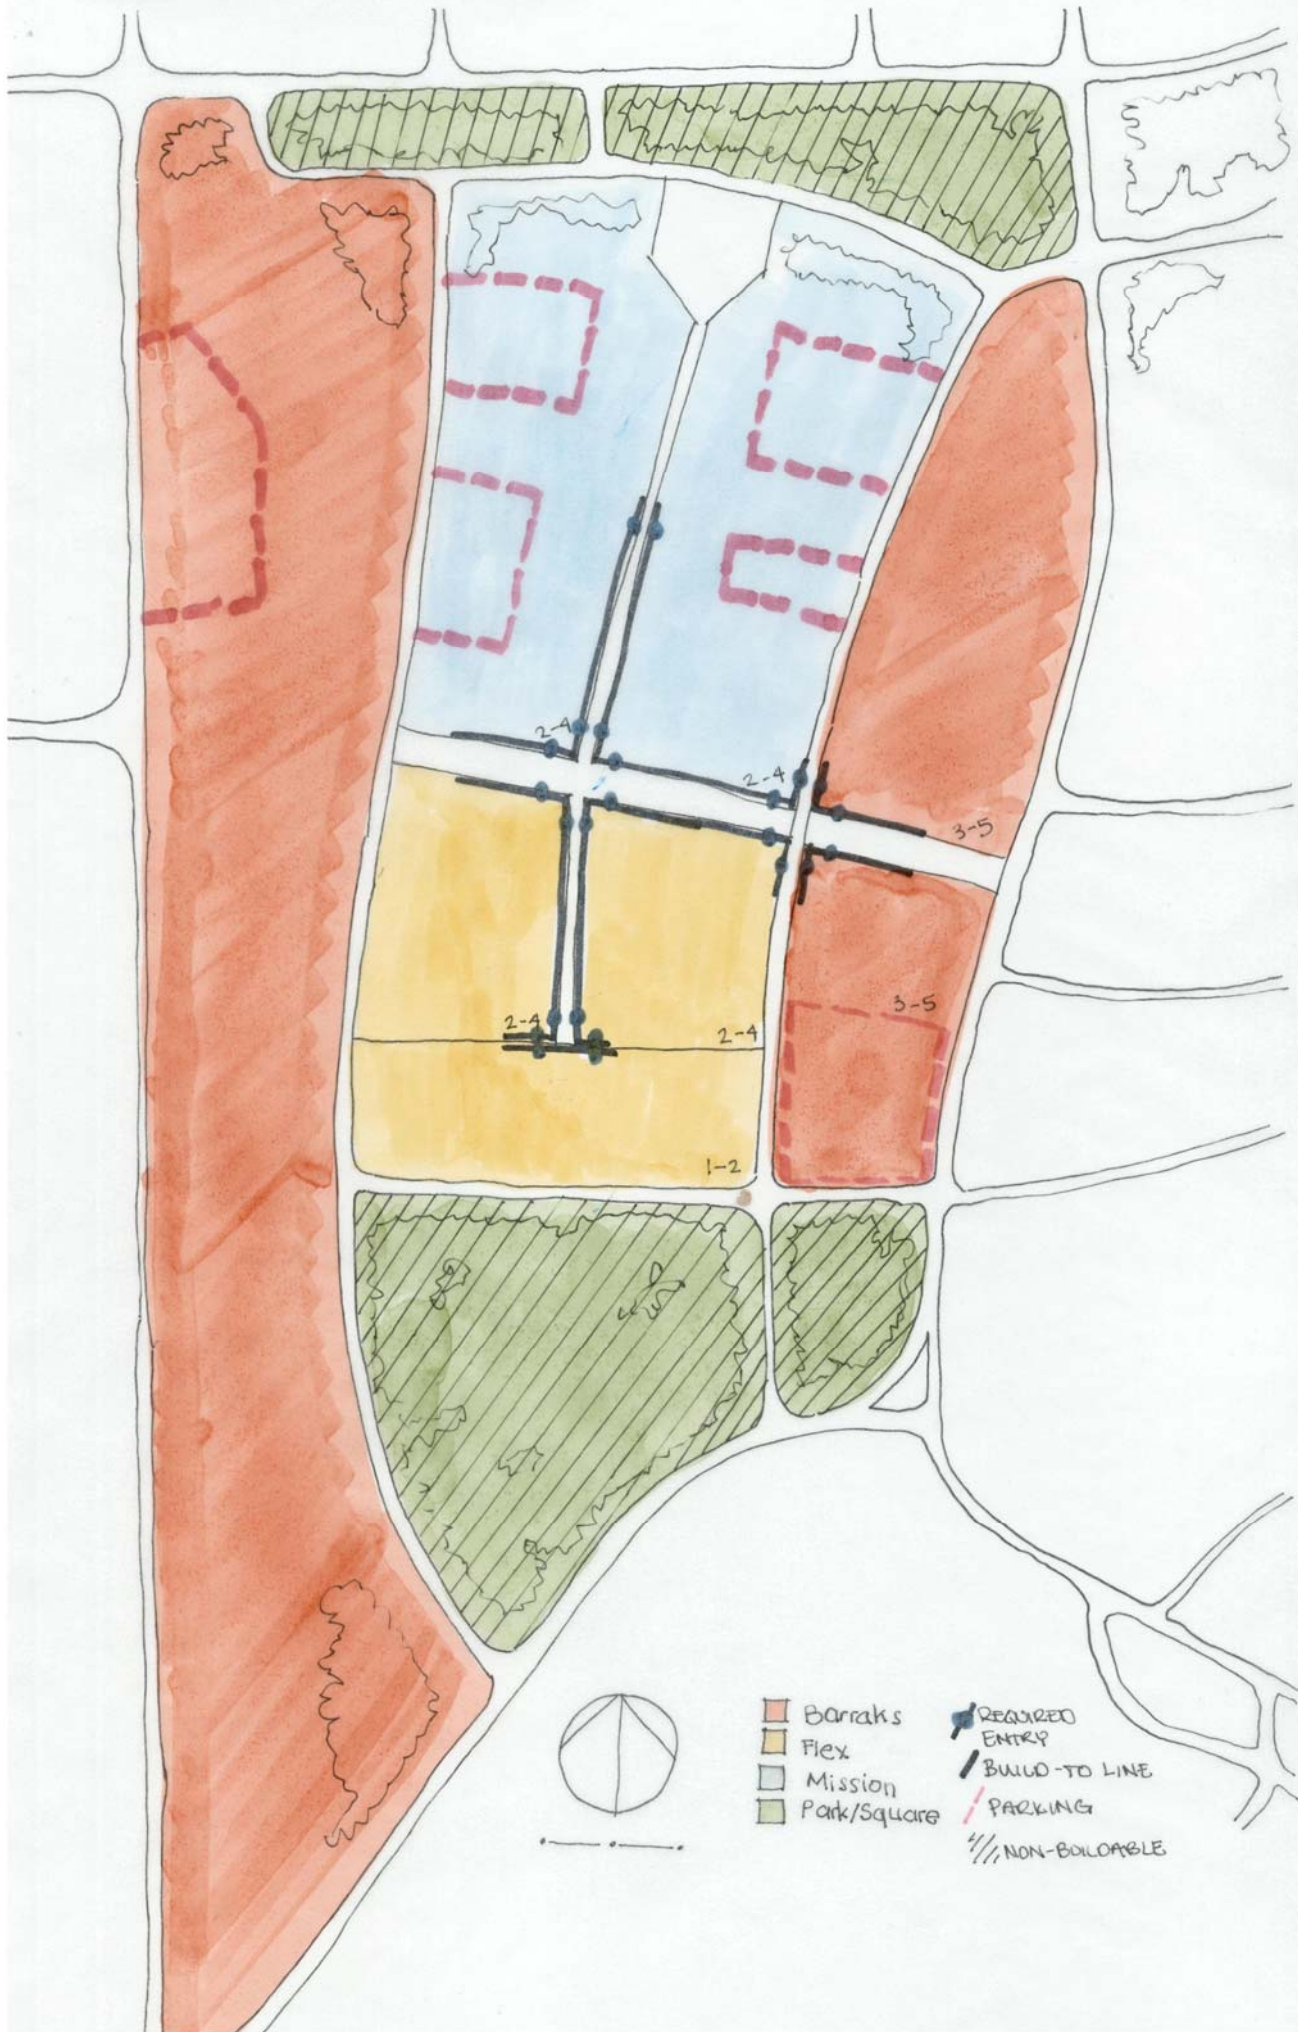 2-4
2-4
3-5
3-5
2-4
2-4
1-2
Barraks
Flex
Mission
Park/Square
REQUIRED
ENTRY
BUILD-TO LINE
PARKING
NON-BUILDABLE